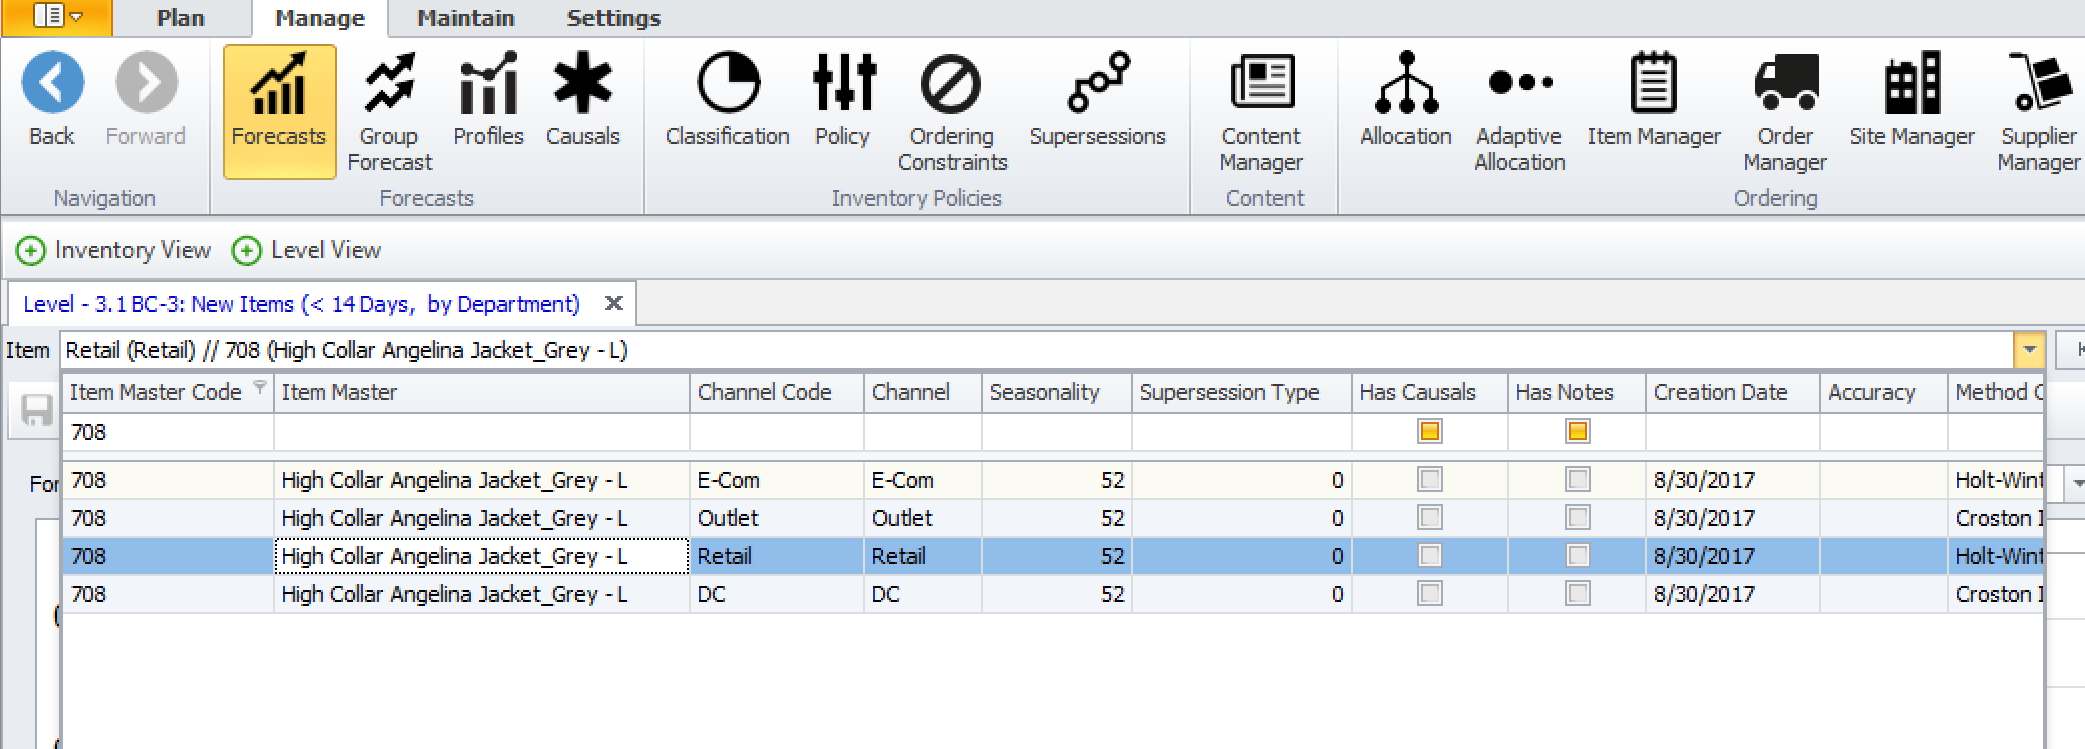 Plan Manage Maintain Settings
Back Forward Forecasts Group Forecast Profiles Causals Classification Policy Ordering Constraints Supersessions Content Manager Allocation Adaptive Allocation Item Manager Order Manager Site Manager Supplier Manager
Navigation Forecasts Inventory Policies Content Ordering
Inventory View Level View
Level - 3.1 BC-3: New Items (< 14 Days, by Department)
Item Retail (Retail) // 708 (High Collar Angelina Jacket_Grey - L)
Item Master Code Item Master Channel Code Channel Seasonality Supersession Type Has Causals Has Notes Creation Date Accuracy Method
708
708 High Collar Angelina Jacket_Grey - L E-Com E-Com 52 0 8/30/2017 Holt-Wint
708 High Collar Angelina Jacket_Grey - L Outlet Outlet 52 0 8/30/2017 Croston
708 High Collar Angelina Jacket_Grey - L Retail Retail 52 0 8/30/2017 Holt-Wint
708 High Collar Angelina Jacket_Grey - L DC DC 52 0 8/30/2017 Croston